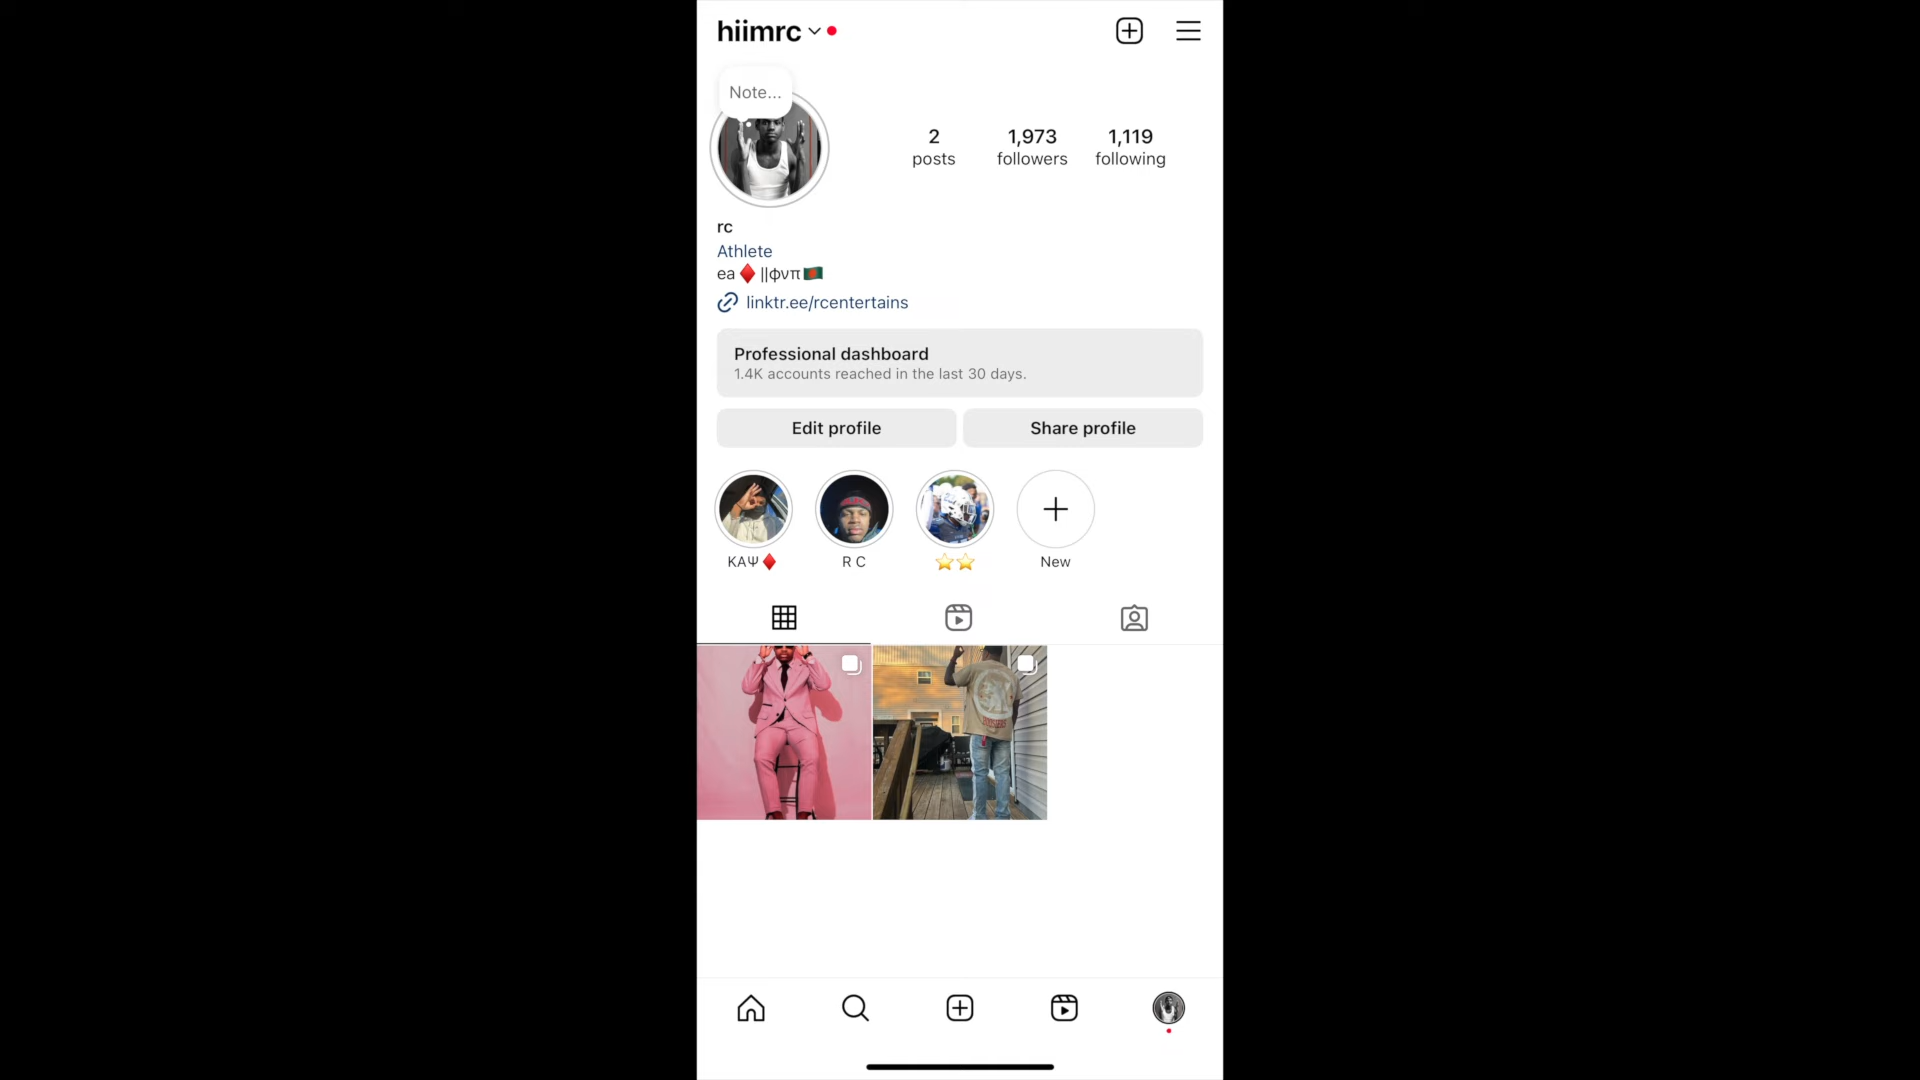 hiimrc
Note...
2
posts
1,973
followers
1,119
following
rc
Athlete
ea♦️||φνπ🇧🇩
linktr.ee/rcentertains
Professional dashboard
1.4K accounts reached in the last 30 days.
Edit profile
Share profile
ΚΑΨ♦️
R C
⭐⭐
New